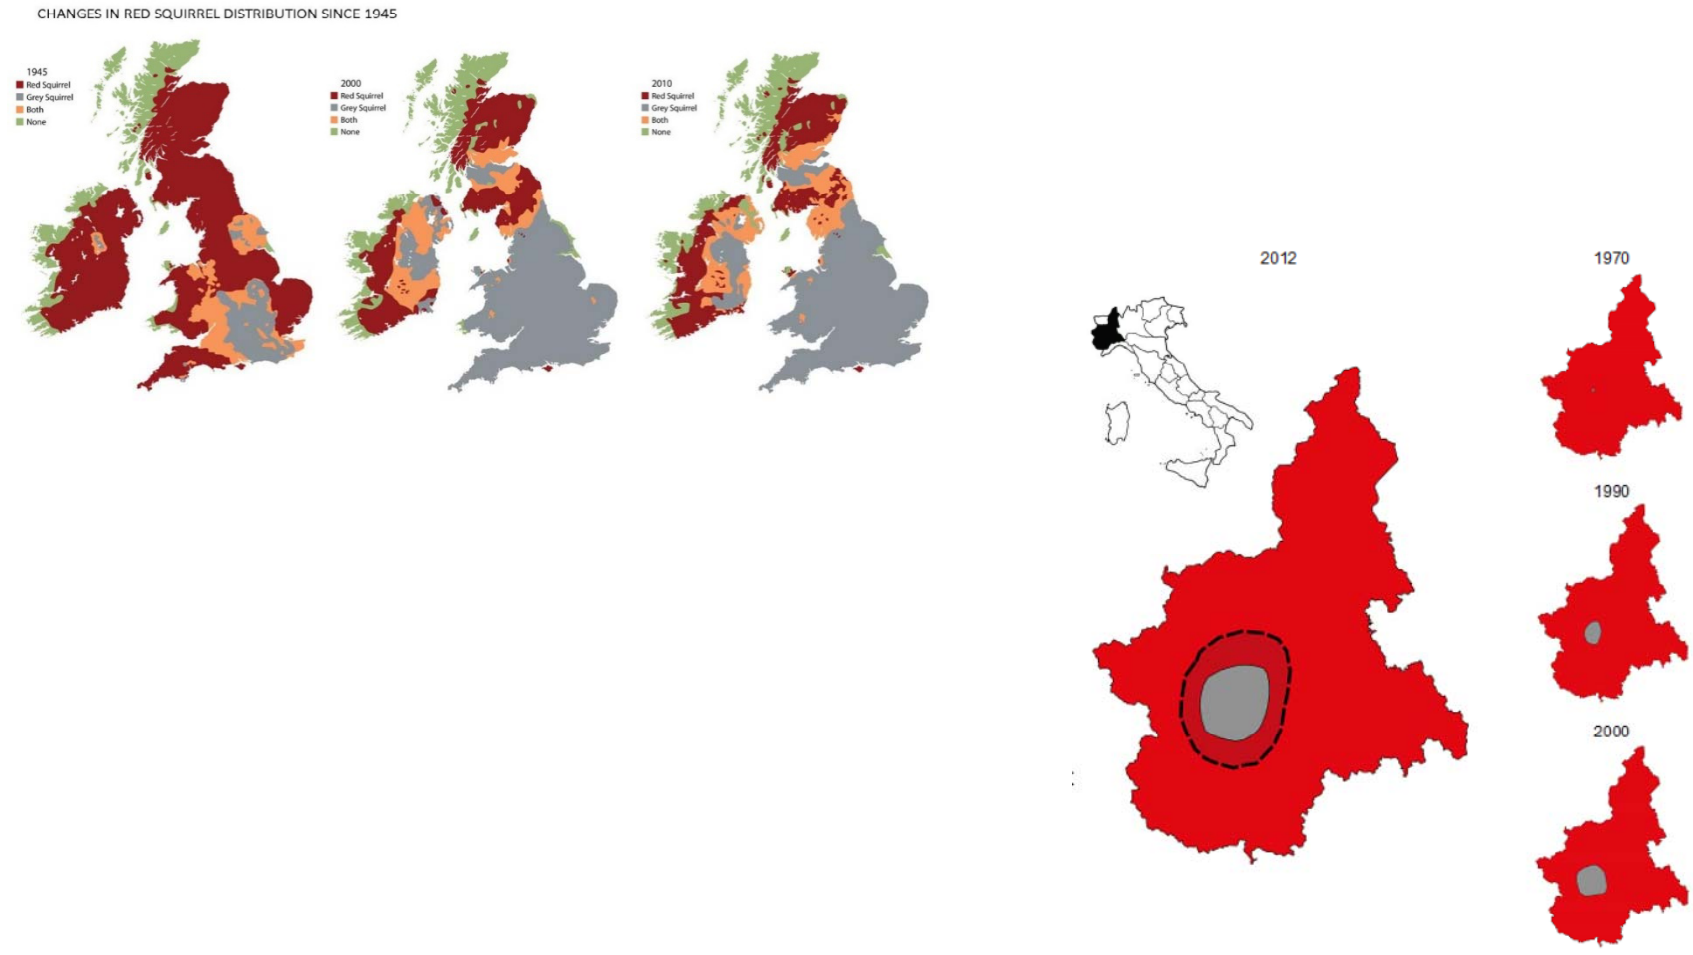 CHANGES IN RED SQUIRREL DISTRIBUTION SINCE 1945
1945
Red Squirrel
Grey Squirrel
Both
None
2000
Red Squirrel
Grey Squirrel
Both
None
2010
Red Squirrel
Grey Squirrel
Both
None
2012
1970
1990
2000
: